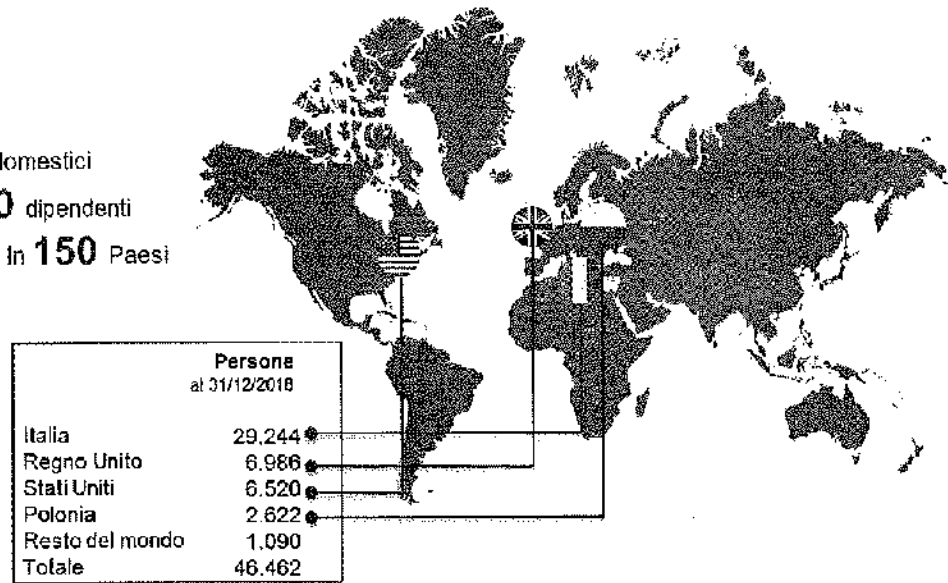 domestici
0 dipendenti
in 150 Paesi
Persone
al 31/12/2018
Italia 29.244
Regno Unito 6.986
Stati Uniti 6.520
Polonia 2.622
Resto del mondo 1.090
Totale 46.462